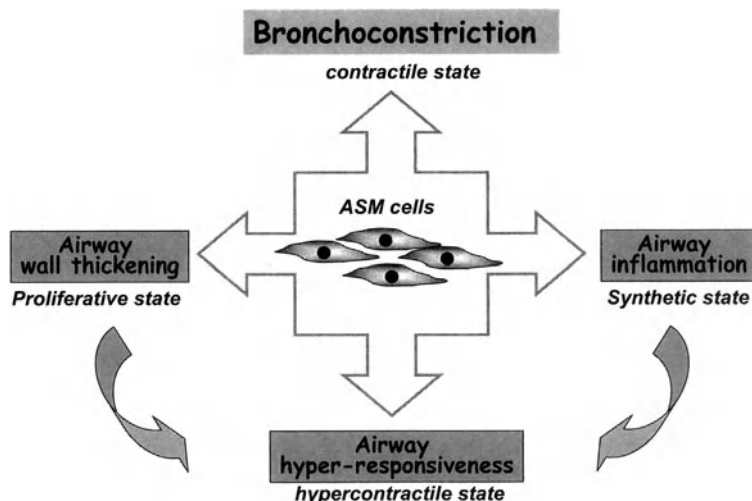 Bronchoconstriction
contractile state
ASM cells
Airway
wall thickening
Proliferative state
Airway
inflammation
Synthetic state
Airway
hyper-responsiveness
hypercontractile state